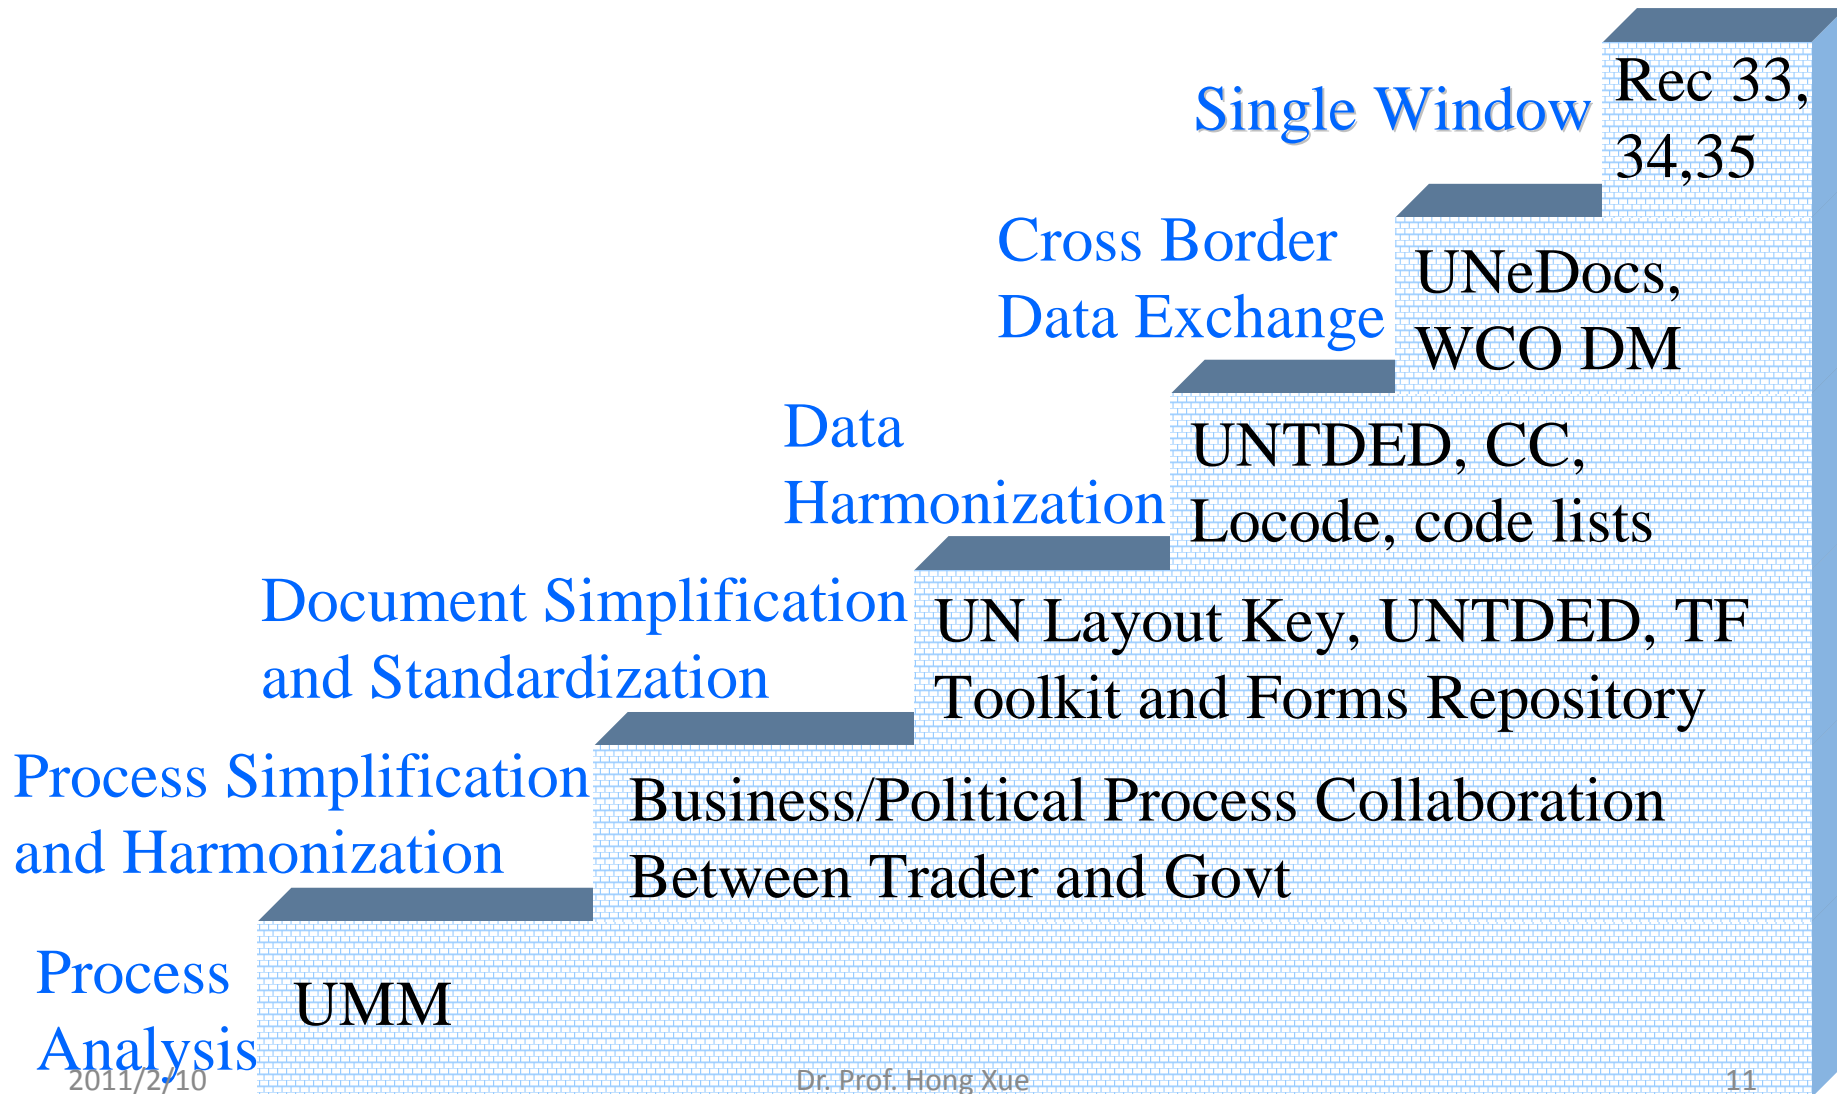 Single Window
Rec 33,
34,35
Cross Border
Data Exchange
UNeDocs,
WCO DM
Data
Harmonization
UNTDED, CC,
Locode, code lists
Document Simplification
and Standardization
UN Layout Key, UNTDED, TF
Toolkit and Forms Repository
Process Simplification
and Harmonization
Business/Political Process Collaboration
Between Trader and Govt
Process
Analysis
UMM
2011/2/10
Dr. Prof. Hong Xue
11